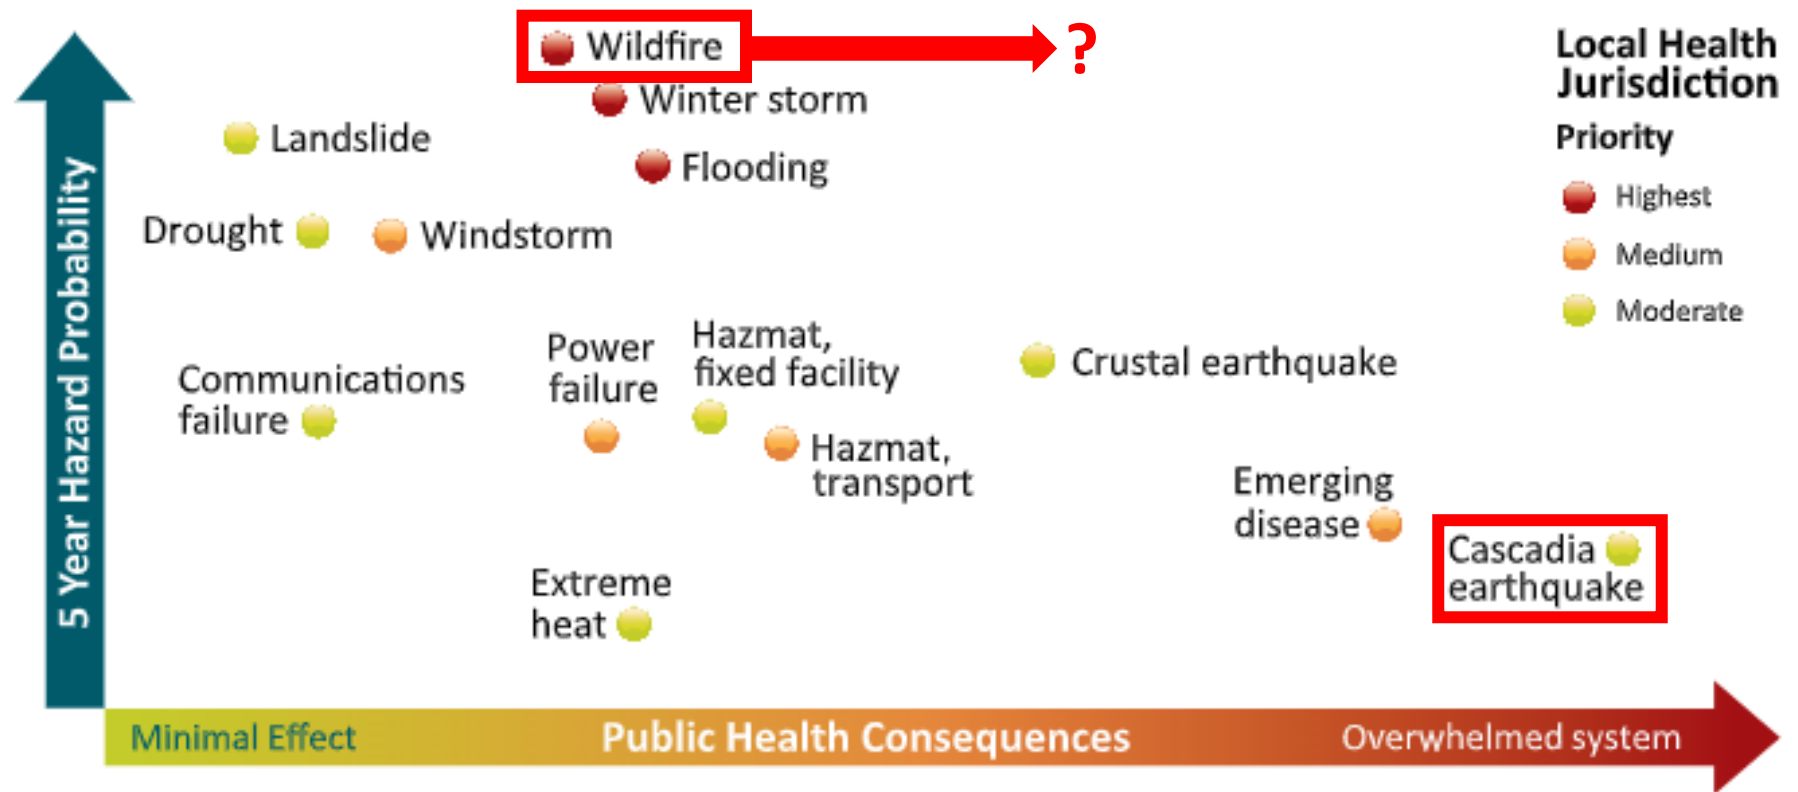 Wildfire
?
Winter storm
Landslide
Flooding
Drought
Windstorm
Communications
failure
Power
failure
Hazmat,
fixed facility
Hazmat,
transport
Crustal earthquake
Emerging
disease
Cascadia
earthquake
Extreme
heat
Local Health
Jurisdiction
Priority
Highest
Medium
Moderate
5 Year Hazard Probability
Minimal Effect
Public Health Consequences
Overwhelmed system